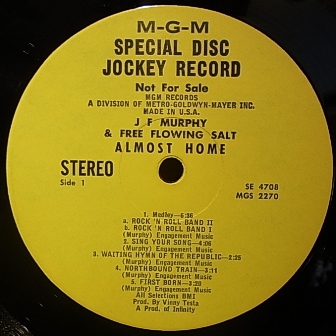 M-G-M
SPECIAL DISC
JOCKEY RECORD
Not For Sale
MGM RECORDS
A DIVISION OF METRO-GOLDWYN-MAYER INC.
MADE IN U.S.A.
J F MURPHY
& FREE FLOWING SALT
ALMOST HOME
STEREO
Side 1
SE 4708
MGS 2270
1. Medley—6:36
a. ROCK 'N ROLL BAND II
b. ROCK 'N ROLL BAND I
(Murphy) Engagement Music
2. SING YOUR SONG—4:06
(Murphy) Engagement Music
3. WAITING HYMN OF THE REPUBLIC—2:25
(Murphy) Engagement Music
4. NORTHBOUND TRAIN—3:11
(Murphy) Engagement Music
5. FIRST BORN—3:20
(Murphy) Engagement Music
All Selections BMI
Prod. by Vinny Testa
A Prod. of Infinity